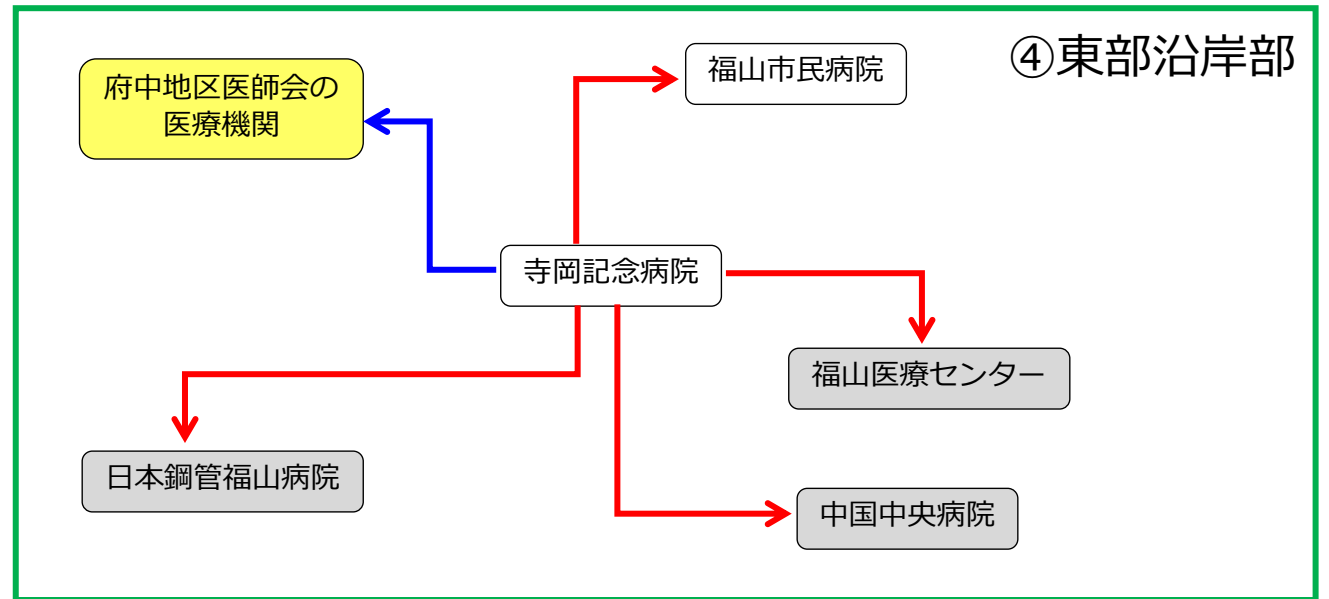 ④東部沿岸部
福山市民病院
府中地区医師会の
医療機関
寺岡記念病院
福山医療センター
日本鋼管福山病院
中国中央病院